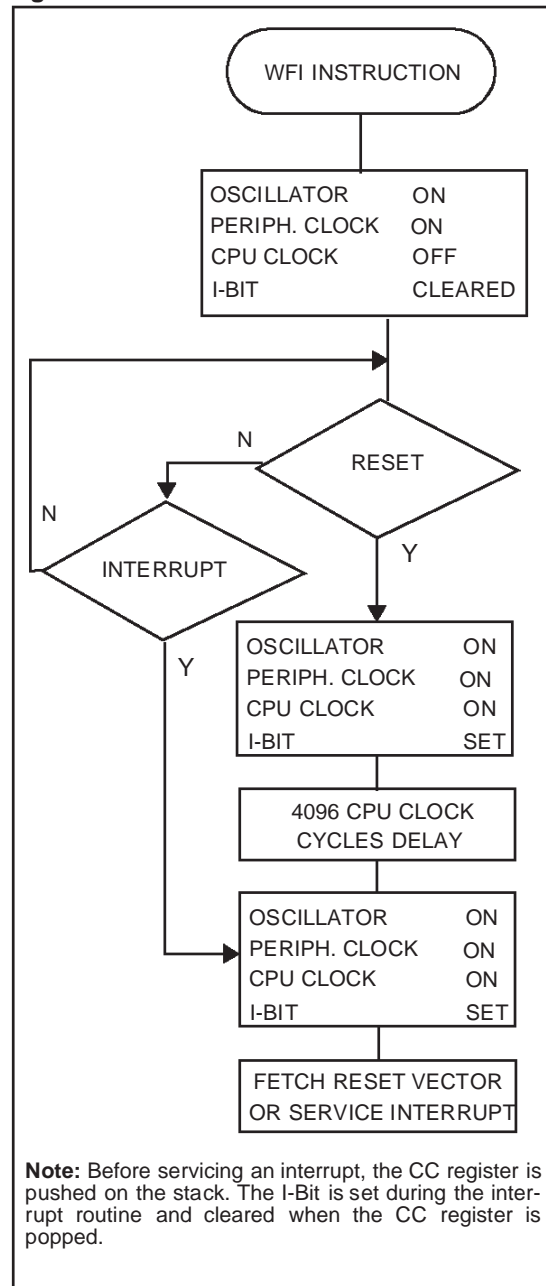 WFI INSTRUCTION
OSCILLATOR ON
PERIPH. CLOCK ON
CPU CLOCK OFF
I-BIT CLEARED
N
RESET
N
INTERRUPT
Y
Y
OSCILLATOR ON
PERIPH. CLOCK ON
CPU CLOCK ON
I-BIT SET
4096 CPU CLOCK
CYCLES DELAY
OSCILLATOR ON
PERIPH. CLOCK ON
CPU CLOCK ON
I-BIT SET
FETCH RESET VECTOR
OR SERVICE INTERRUPT
Note: Before servicing an interrupt, the CC register is
pushed on the stack. The I-Bit is set during the inter-
rupt routine and cleared when the CC register is
popped.